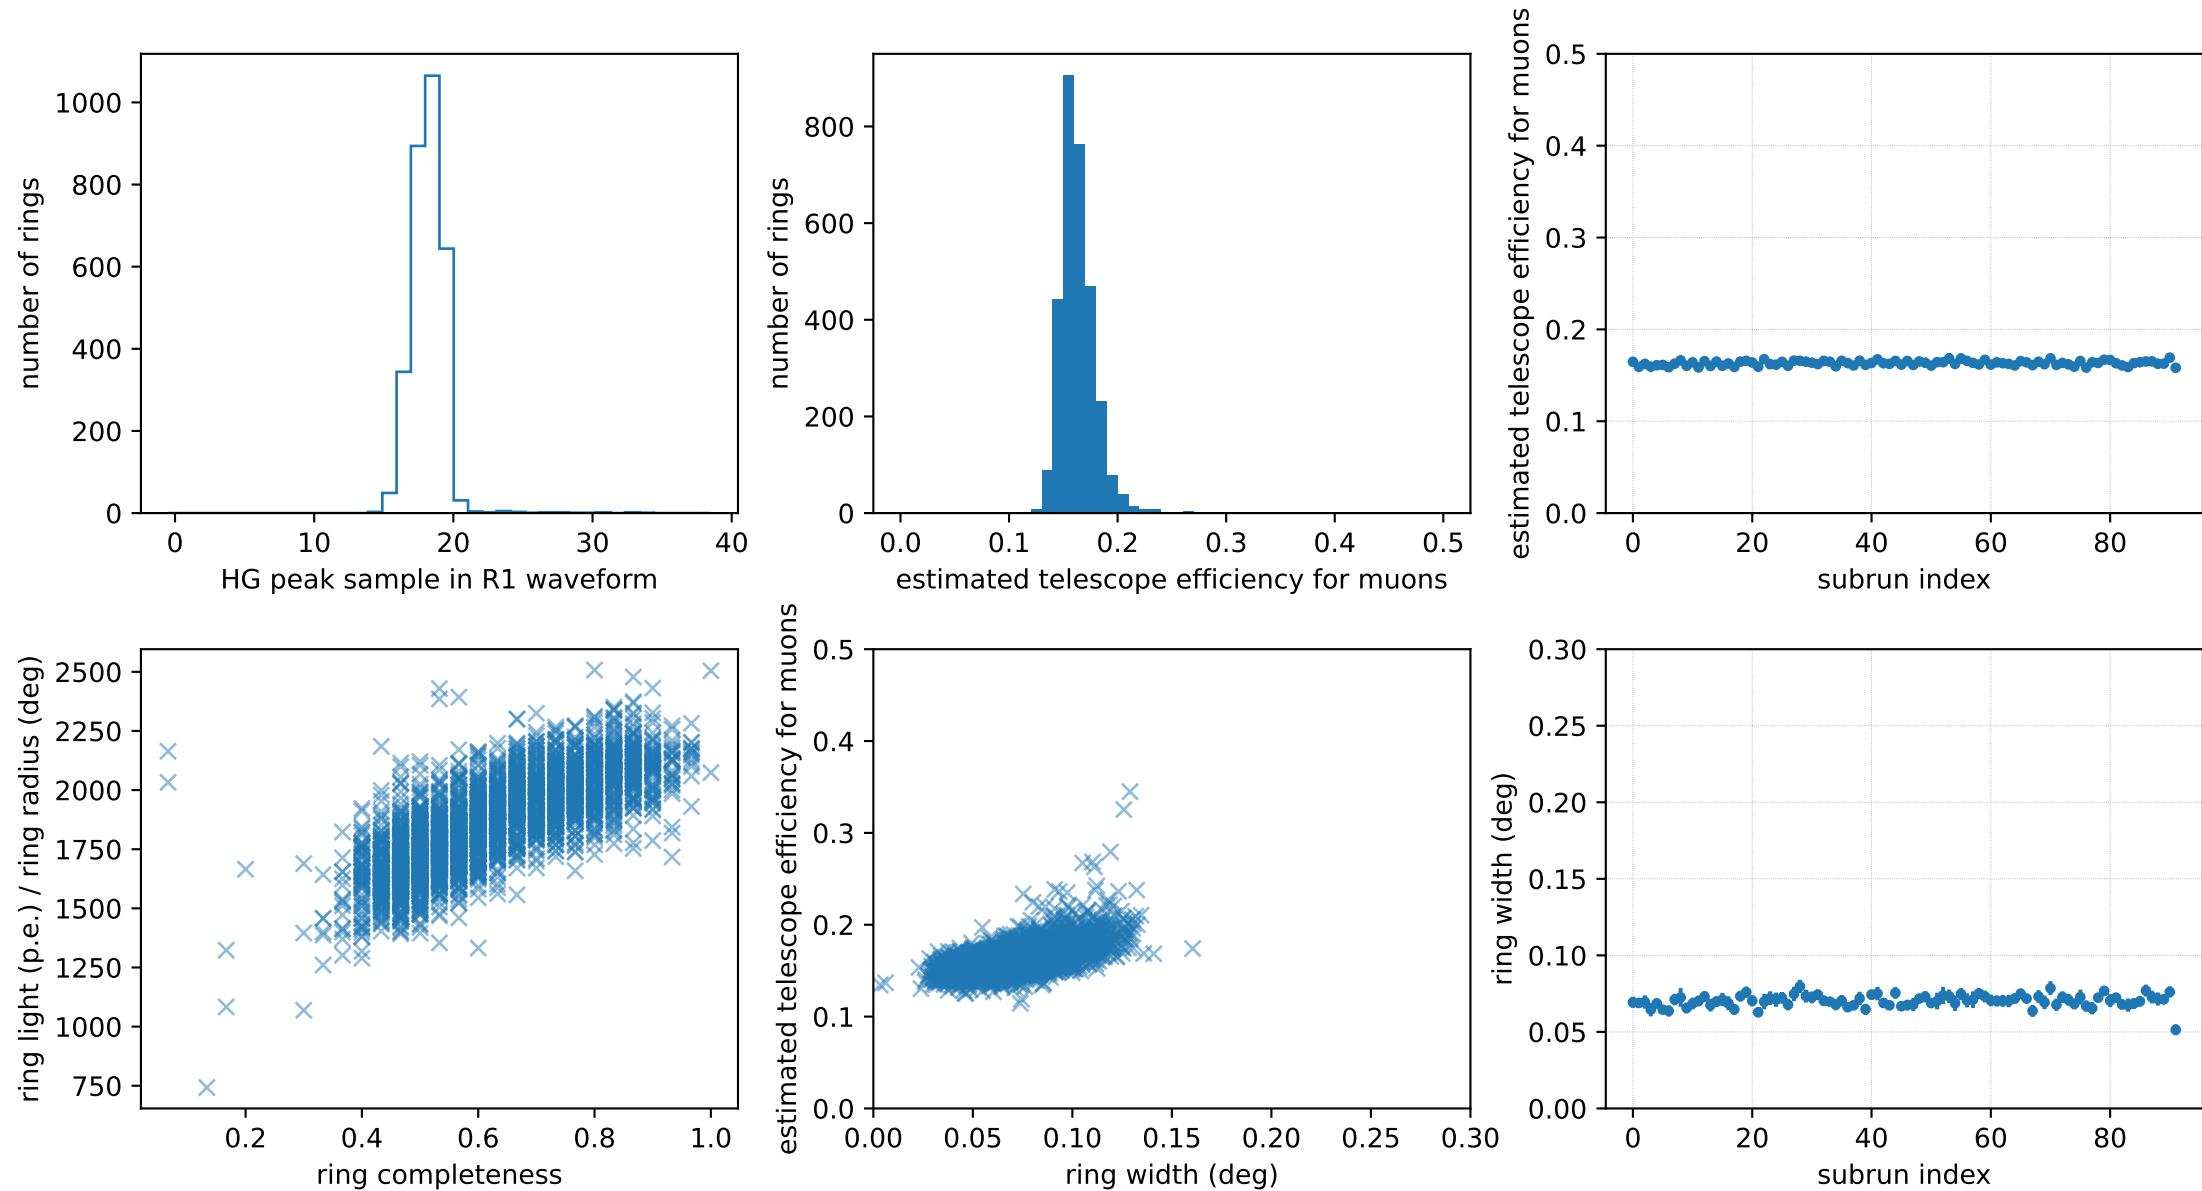 number of rings
1000
800
600
400
200
0
0 10 20 30 40
HG peak sample in R1 waveform
number of rings
800
600
400
200
0
0.0 0.1 0.2 0.3 0.4 0.5
estimated telescope efficiency for muons
estimated telescope efficiency for muons
0.5
0.4
0.3
0.2
0.1
0.0
0 20 40 60 80
subrun index
ring light (p.e.) / ring radius (deg)
2500
2250
2000
1750
1500
1250
1000
750
0.2 0.4 0.6 0.8 1.0
ring completeness
estimated telescope efficiency for muons
0.5
0.4
0.3
0.2
0.1
0.0
0.00 0.05 0.10 0.15 0.20 0.25 0.30
ring width (deg)
ring width (deg)
0.30
0.25
0.20
0.15
0.10
0.05
0.00
0 20 40 60 80
subrun index